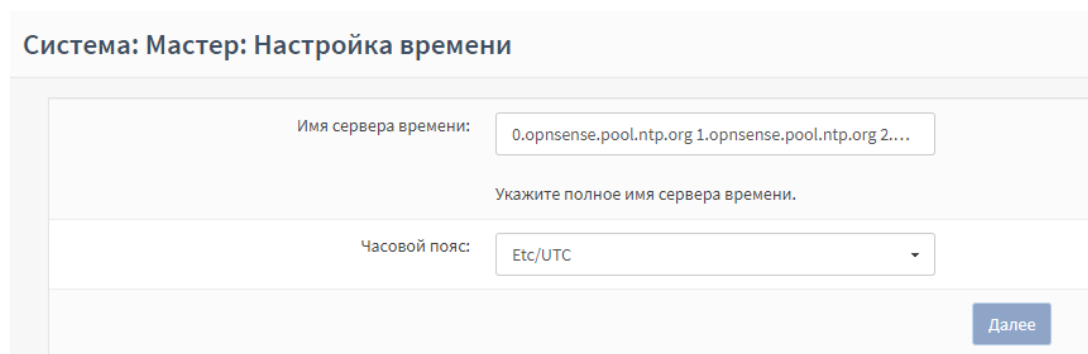 Система: Мастер: Настройка времени
Имя сервера времени:
0.opnsense.pool.ntp.org 1.opnsense.pool.ntp.org 2....
Укажите полное имя сервера времени.
Часовой пояс:
Etc/UTC
Далее